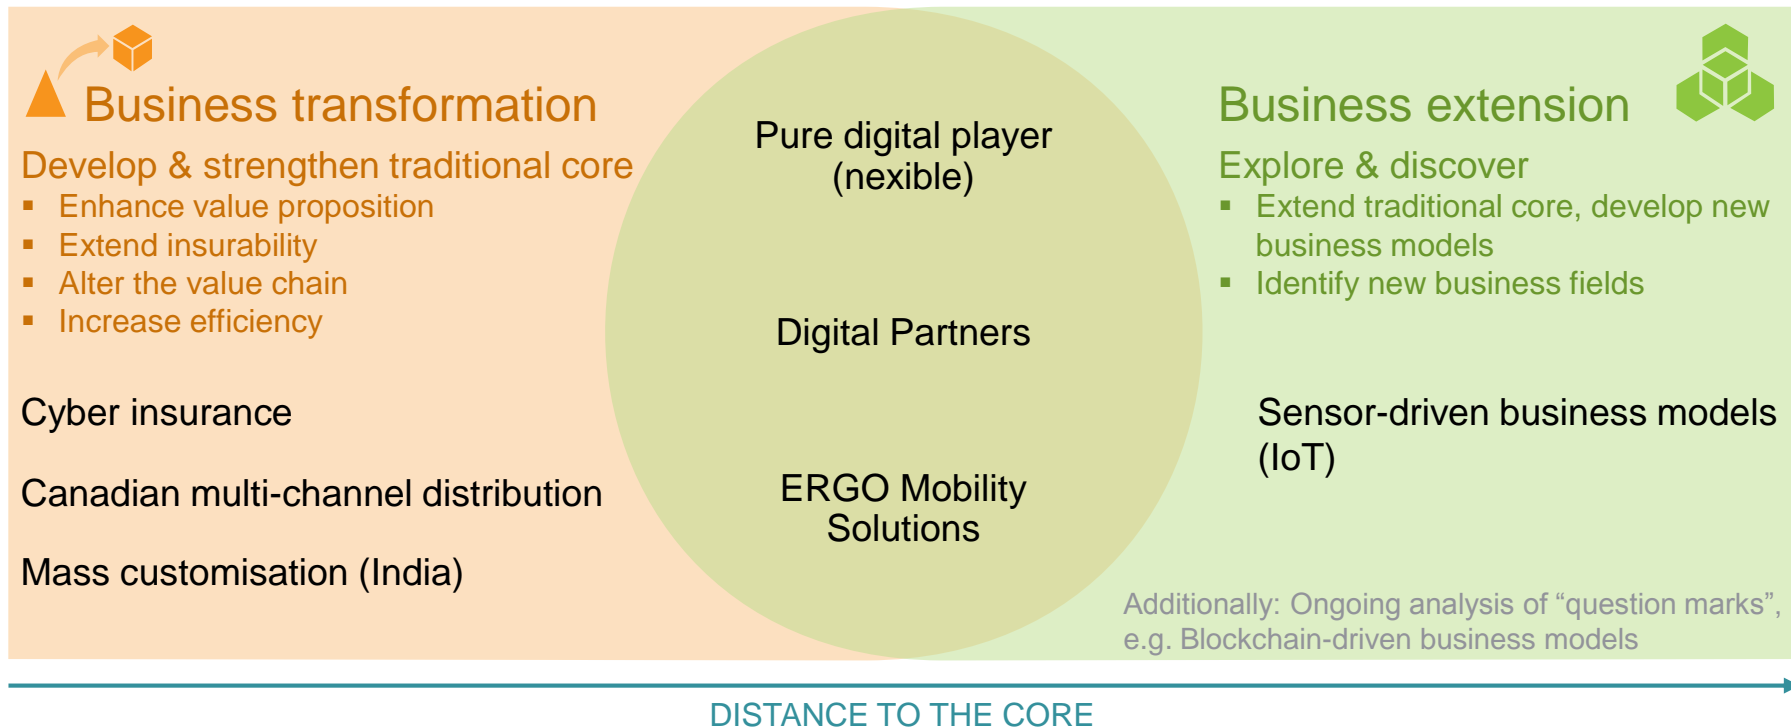 Business transformation
Develop & strengthen traditional core
▪ Enhance value proposition
▪ Extend insurability
▪ Alter the value chain
▪ Increase efficiency
Cyber insurance
Canadian multi-channel distribution
Mass customisation (India)
Pure digital player
(nexible)
Digital Partners
ERGO Mobility
Solutions
Business extension
Explore & discover
▪ Extend traditional core, develop new
business models
▪ Identify new business fields
Sensor-driven business models
(IoT)
Additionally: Ongoing analysis of “question marks”,
e.g. Blockchain-driven business models
DISTANCE TO THE CORE